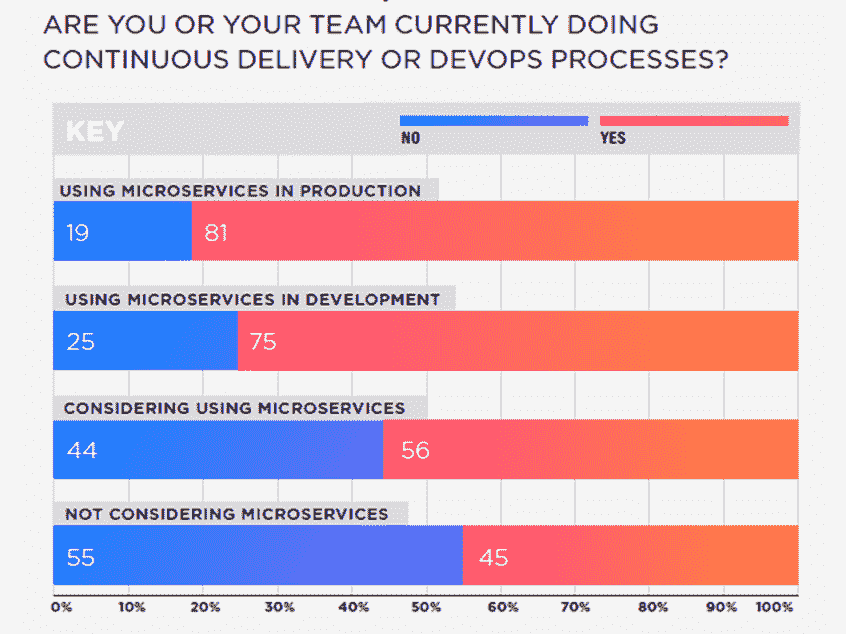 ARE YOU OR YOUR TEAM CURRENTLY DOING
CONTINUOUS DELIVERY OR DEVOPS PROCESSES?
KEY
NO YES
USING MICROSERVICES IN PRODUCTION
19 81
USING MICROSERVICES IN DEVELOPMENT
25 75
CONSIDERING USING MICROSERVICES
44 56
NOT CONSIDERING MICROSERVICES
55 45
0% 10% 20% 30% 40% 50% 60% 70% 80% 90% 100%